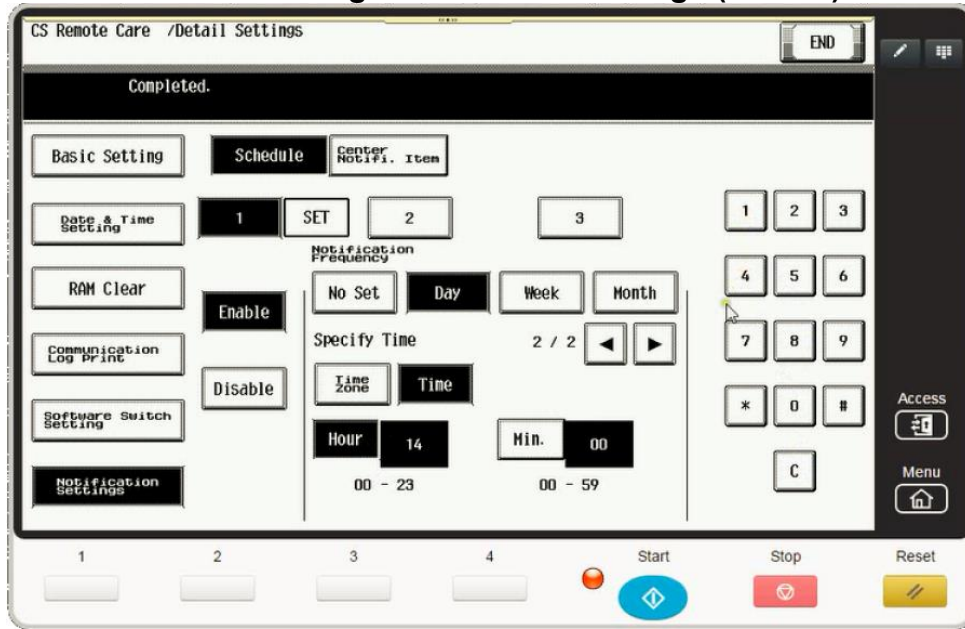 CS Remote Care /Detail Settings
END
Completed.
Basic Setting
Schedule
Center
Notifi. Item
Date & Time
Setting
1
SET
2
3
Notification
Frequency
RAM Clear
Enable
No Set
Day
Week
Month
Specify Time
2 / 2
Communication
Log Print
Disable
Time
Zone
Time
Software Switch
Setting
Hour
14
Min.
00
Notification
Settings
00 - 23
00 - 59
1 2 3
4 5 6
7 8 9
* 0 #
C
Access
Menu
1
2
3
4
Start
Stop
Reset